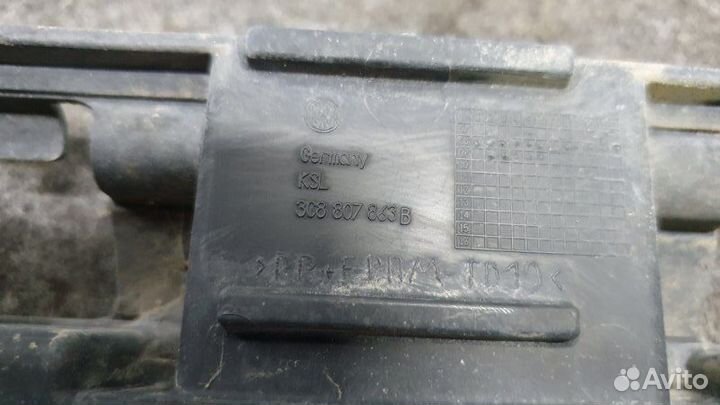 Germany
KSL
3C8 807 863 B
>PP+EPDM-TD10<
Avito